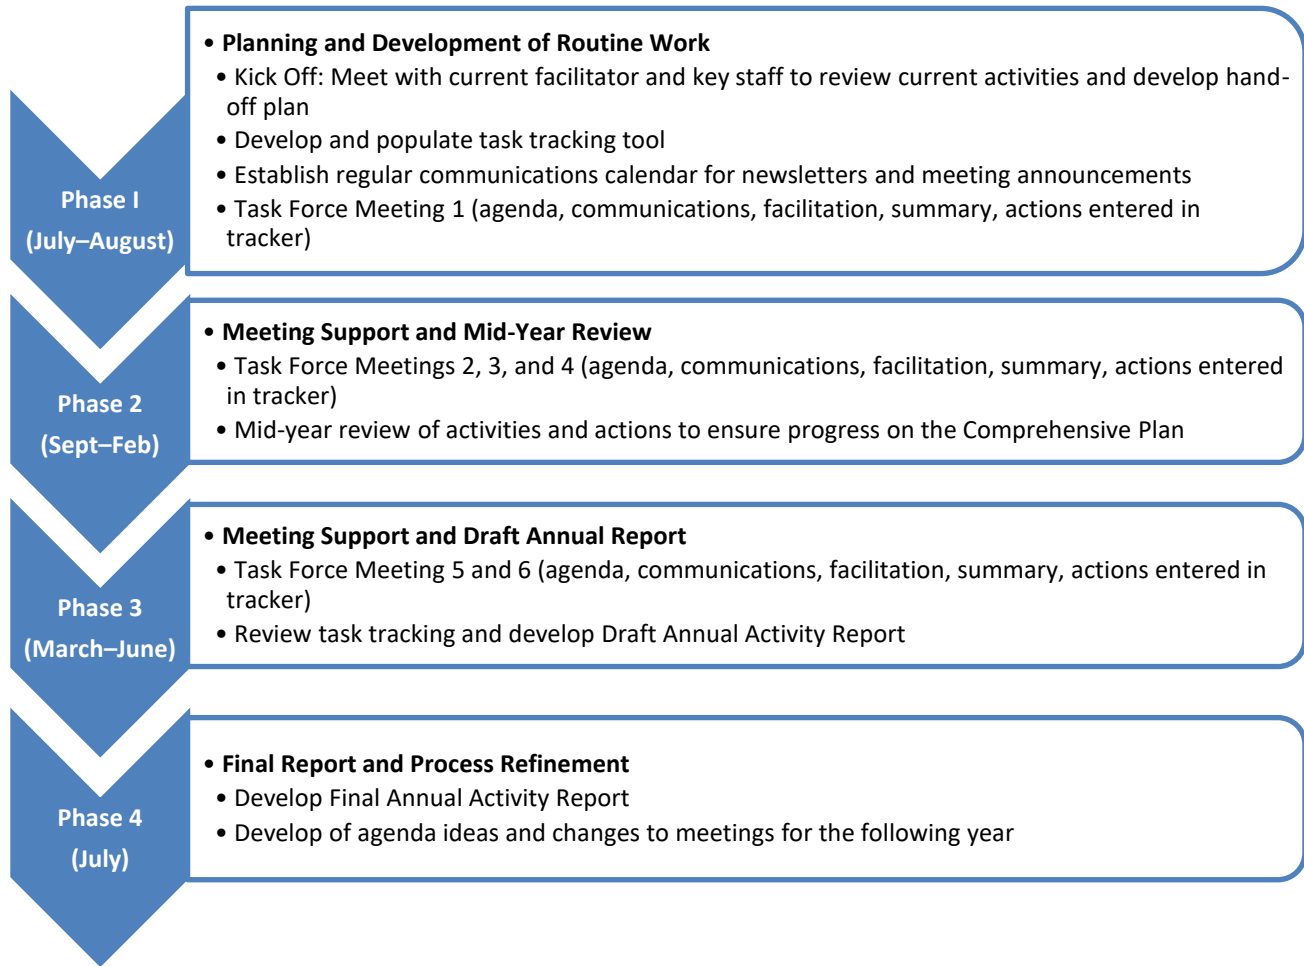 • Planning and Development of Routine Work
• Kick Off: Meet with current facilitator and key staff to review current activities and develop hand-
off plan
• Develop and populate task tracking tool
• Establish regular communications calendar for newsletters and meeting announcements
• Task Force Meeting 1 (agenda, communications, facilitation, summary, actions entered in
tracker)
Phase I
(July–August)
• Meeting Support and Mid-Year Review
• Task Force Meetings 2, 3, and 4 (agenda, communications, facilitation, summary, actions entered
in tracker)
• Mid-year review of activities and actions to ensure progress on the Comprehensive Plan
Phase 2
(Sept–Feb)
• Meeting Support and Draft Annual Report
• Task Force Meeting 5 and 6 (agenda, communications, facilitation, summary, actions entered in
tracker)
• Review task tracking and develop Draft Annual Activity Report
Phase 3
(March–June)
• Final Report and Process Refinement
• Develop Final Annual Activity Report
• Develop of agenda ideas and changes to meetings for the following year
Phase 4
(July)